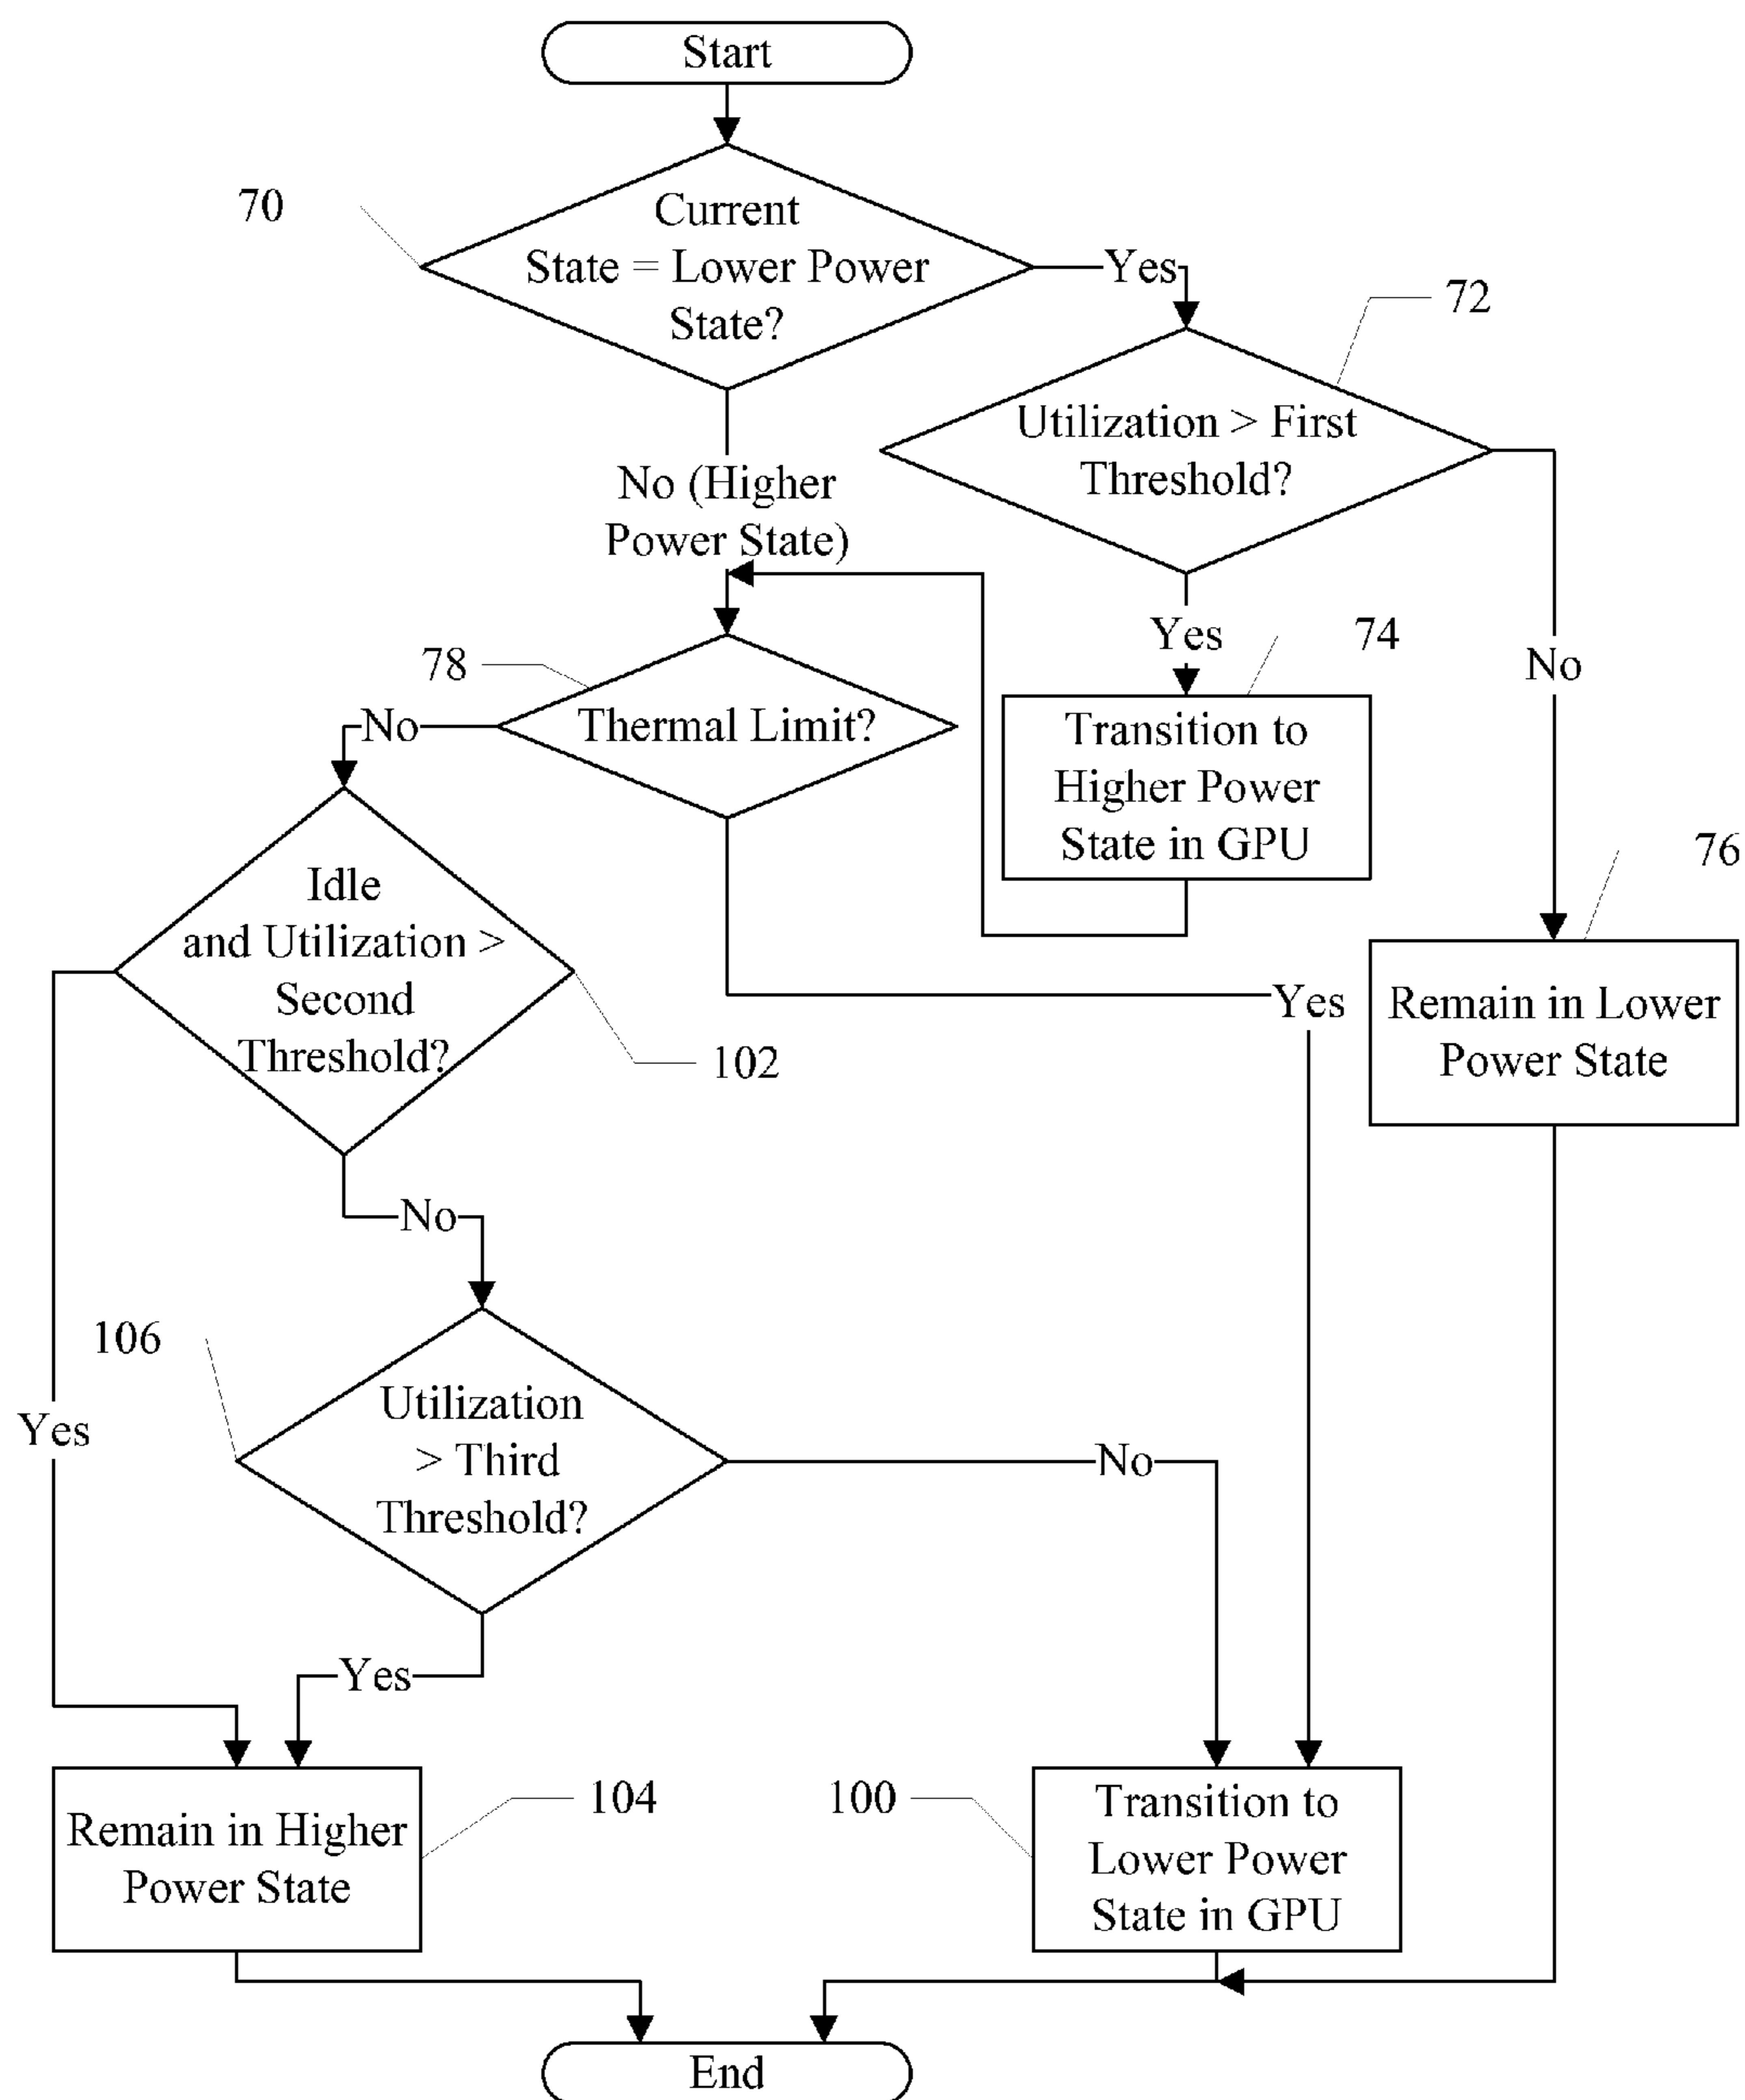 Start
70
Current
State = Lower Power
State?
Yes
72
Utilization > First
Threshold?
No (Higher
Power State)
Yes
74
No
78
Thermal Limit?
No
Transition to
Higher Power
State in GPU
76
Idle
and Utilization >
Second
Threshold?
Yes
Remain in Lower
Power State
102
No
106
Utilization
> Third
Threshold?
Yes
No
Yes
Remain in Higher
Power State
104
100
Transition to
Lower Power
State in GPU
End